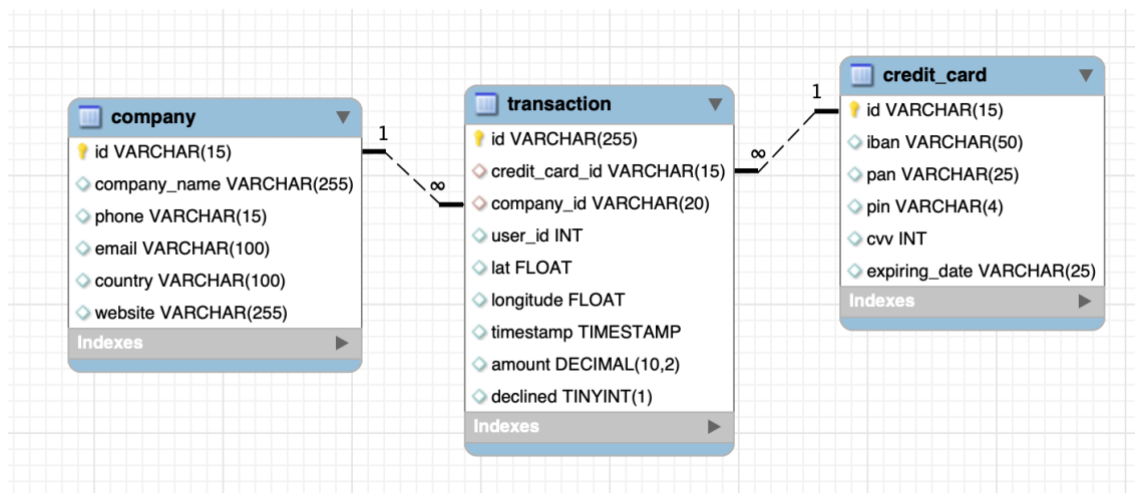 company
id VARCHAR(15)
company_name VARCHAR(255)
phone VARCHAR(15)
email VARCHAR(100)
country VARCHAR(100)
website VARCHAR(255)
Indexes
1
∞
transaction
id VARCHAR(255)
credit_card_id VARCHAR(15)
company_id VARCHAR(20)
user_id INT
lat FLOAT
longitude FLOAT
timestamp TIMESTAMP
amount DECIMAL(10,2)
declined TINYINT(1)
Indexes
∞
1
credit_card
id VARCHAR(15)
iban VARCHAR(50)
pan VARCHAR(25)
pin VARCHAR(4)
cvv INT
expiring_date VARCHAR(25)
Indexes